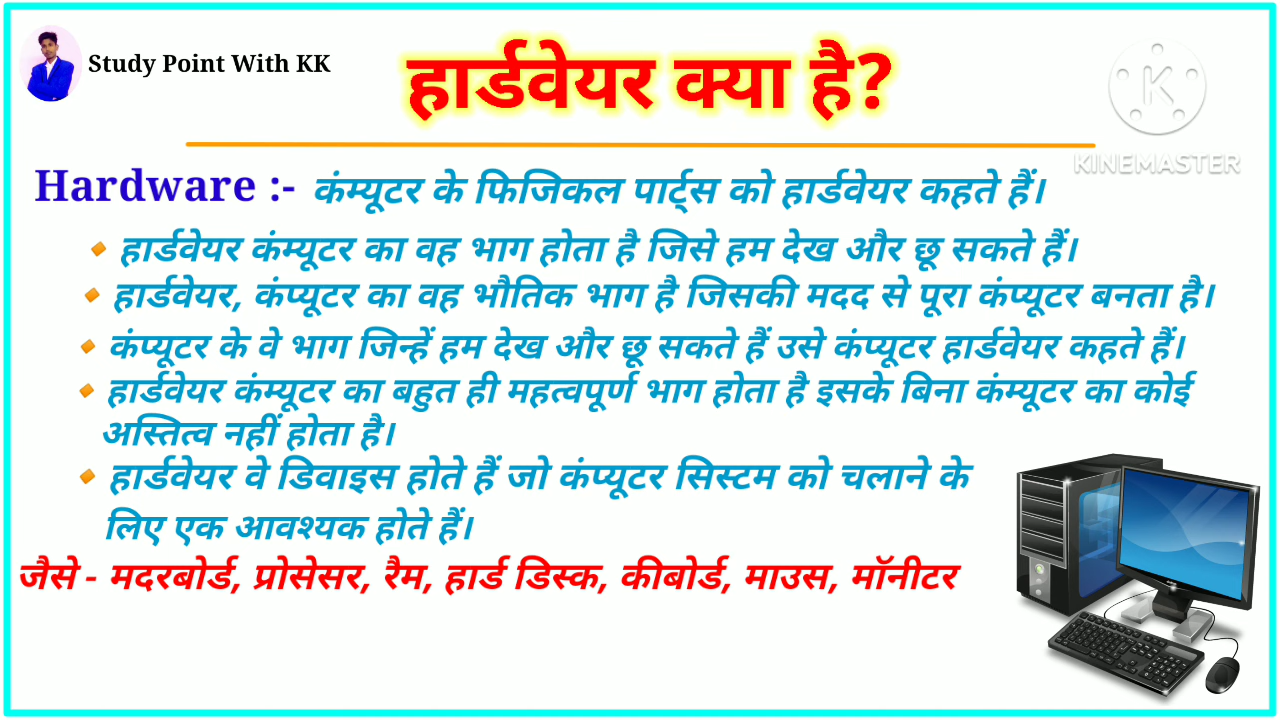 Study Point With KK
हार्डवेयर क्या है?
KINEMASTER
Hardware :- कंम्यूटर के फिजिकल पार्ट्स को हार्डवेयर कहते हैं।
🔸हार्डवेयर कंम्यूटर का वह भाग होता है जिसे हम देख और छू सकते हैं।
🔸हार्डवेयर, कंप्यूटर का वह भौतिक भाग है जिसकी मदद से पूरा कंप्यूटर बनता है।
🔸कंप्यूटर के वे भाग जिन्हें हम देख और छू सकते हैं उसे कंप्यूटर हार्डवेयर कहते हैं।
🔸हार्डवेयर कंम्यूटर का बहुत ही महत्वपूर्ण भाग होता है इसके बिना कंम्यूटर का कोई
अस्तित्व नहीं होता है।
🔸हार्डवेयर वे डिवाइस होते हैं जो कंप्यूटर सिस्टम को चलाने के
लिए एक आवश्यक होते हैं।
जैसे - मदरबोर्ड, प्रोसेसर, रैम, हार्ड डिस्क, कीबोर्ड, माउस, मॉनीटर